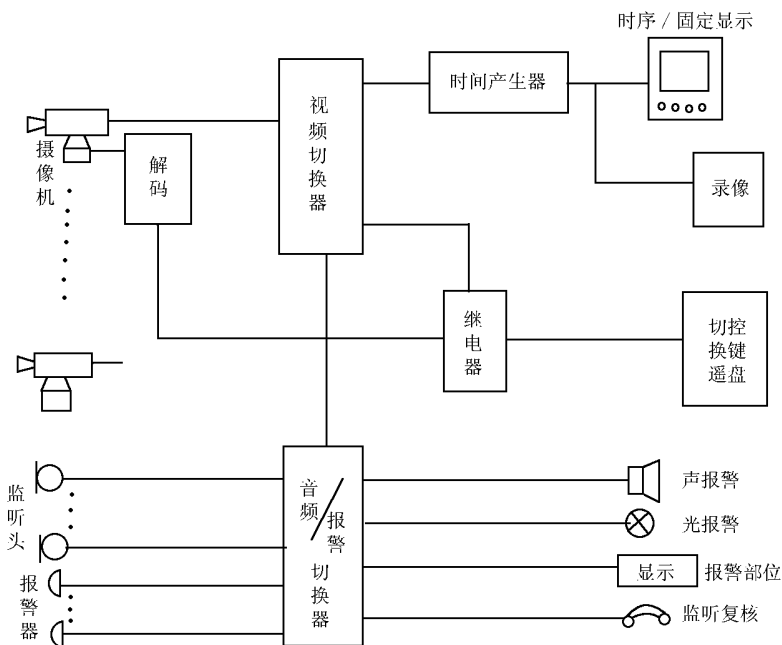 时序/固定显示
视频切换器
时间产生器
摄像机
解码
录像
继电器
切控
换键
遥盘
监听头
音频/报警
切换器
声报警
光报警
显示
报警部位
报警器
监听复核